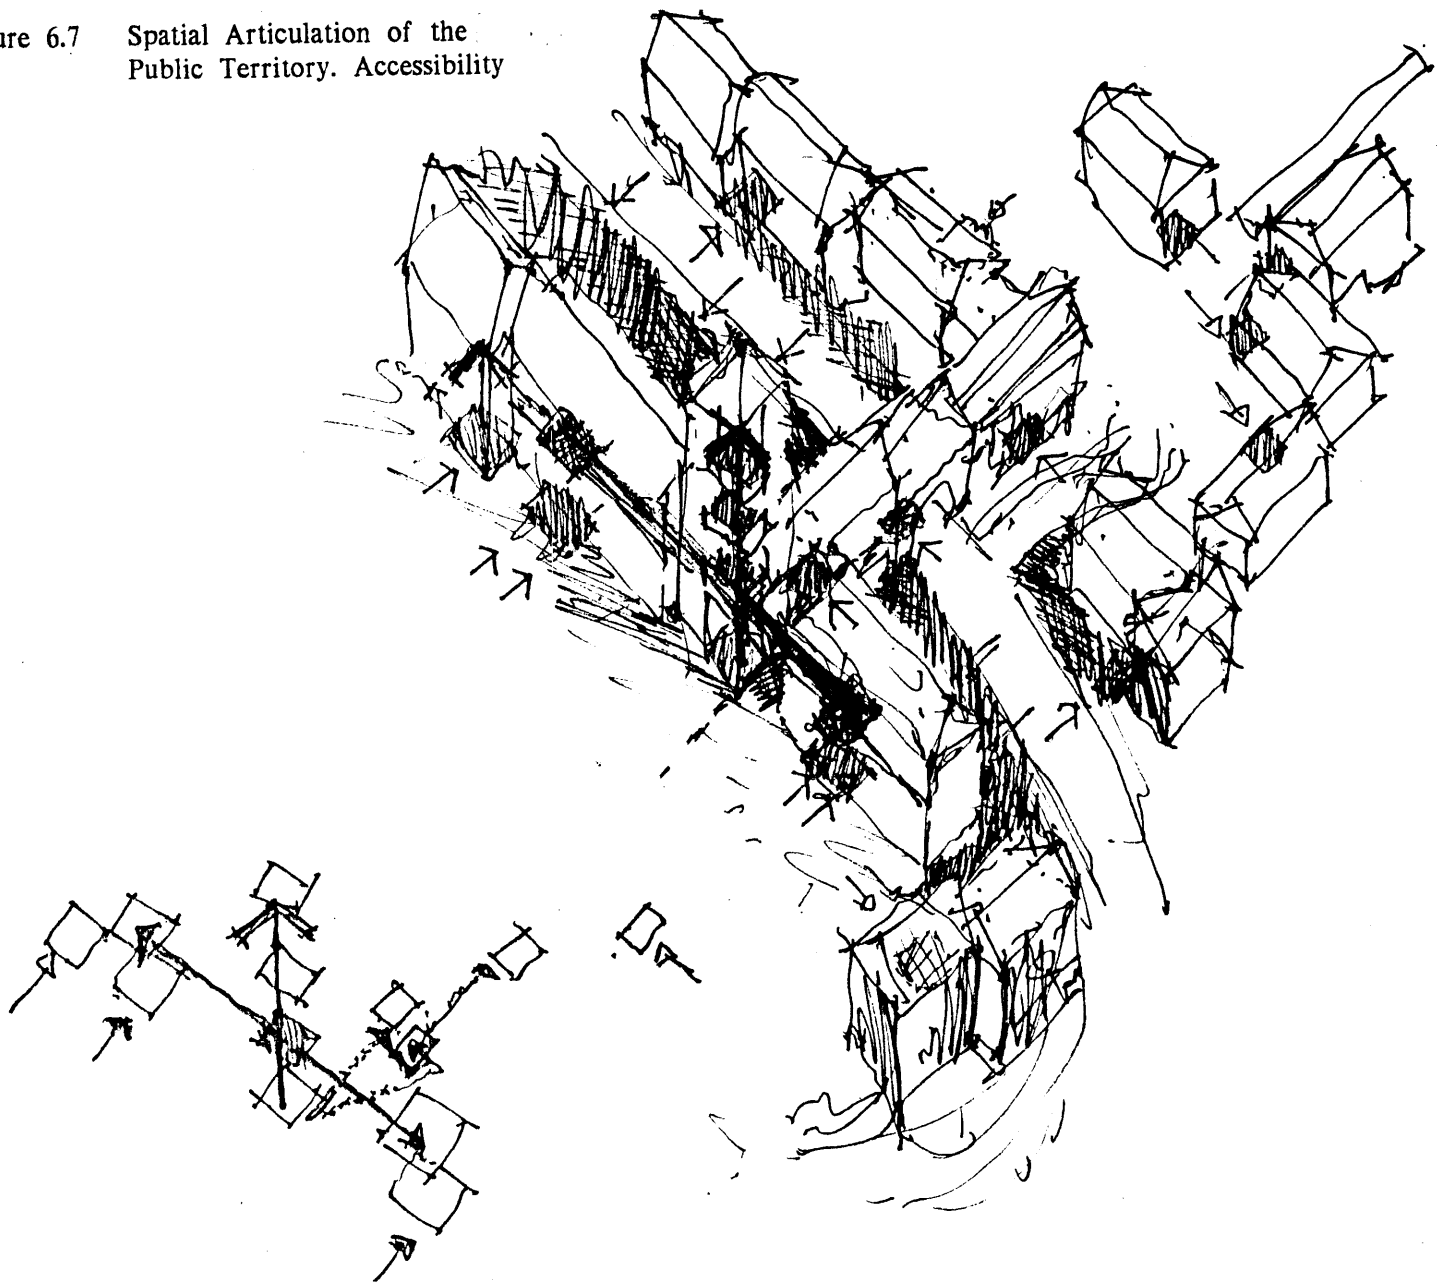 ure 6.7 Spatial Articulation of the
Public Territory. Accessibility